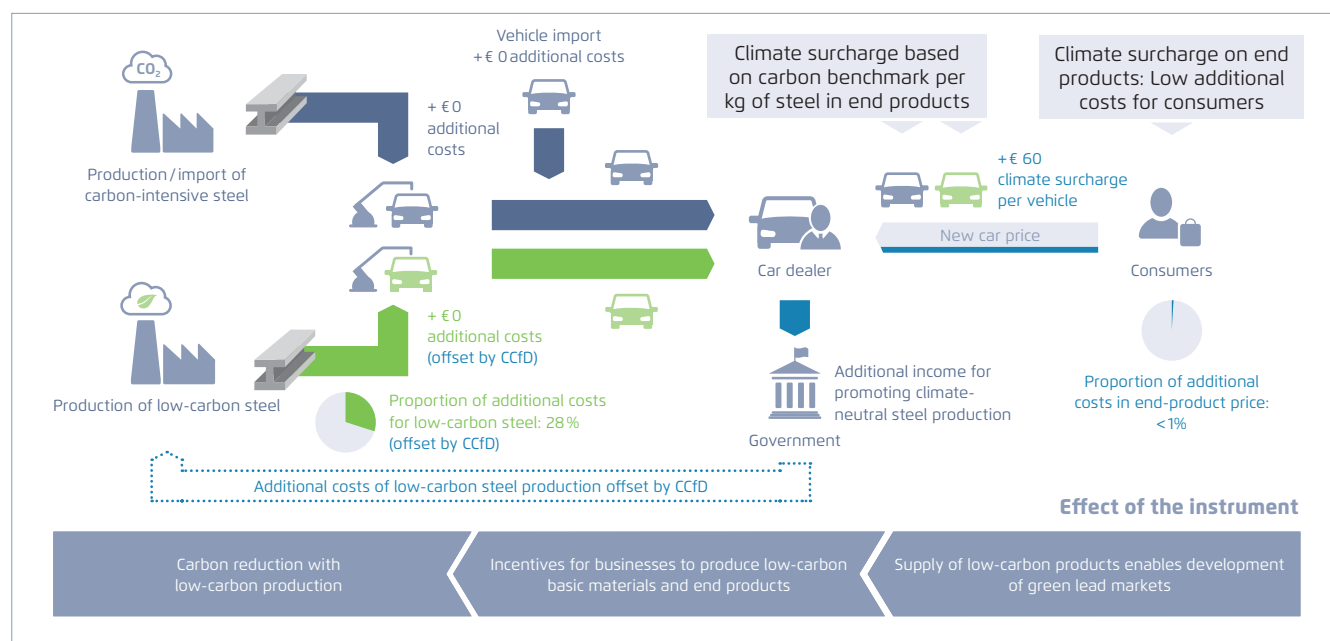 CO₂
Production / import of
carbon-intensive steel
+ €0
additional
costs
Vehicle import
+ € 0 additional costs
Climate surcharge based
on carbon benchmark per
kg of steel in end products
Climate surcharge on end
products: Low additional
costs for consumers
+ € 60
climate surcharge
per vehicle
New car price
Car dealer
Consumers
Production of low-carbon steel
+ €0
additional costs
(offset by CCfD)
Proportion of additional costs
for low-carbon steel: 28 %
(offset by CCfD)
Additional income for
promoting climate-
neutral steel production
Government
Proportion of additional
costs in end-product price:
< 1%
Additional costs of low-carbon steel production offset by CCfD
Effect of the instrument
Carbon reduction with
low-carbon production
Incentives for businesses to produce low-carbon
basic materials and end products
Supply of low-carbon products enables development
of green lead markets